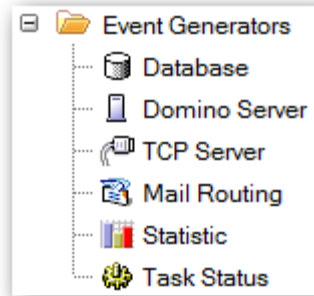 Event Generators
Database
Domino Server
TCP Server
Mail Routing
Statistic
Task Status